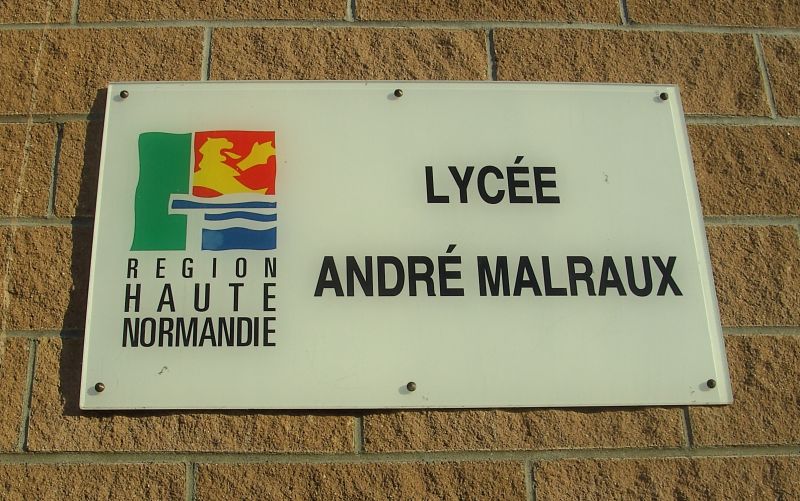 REGION
HAUTE
NORMANDIE
LYCÉE
ANDRÉ MALRAUX